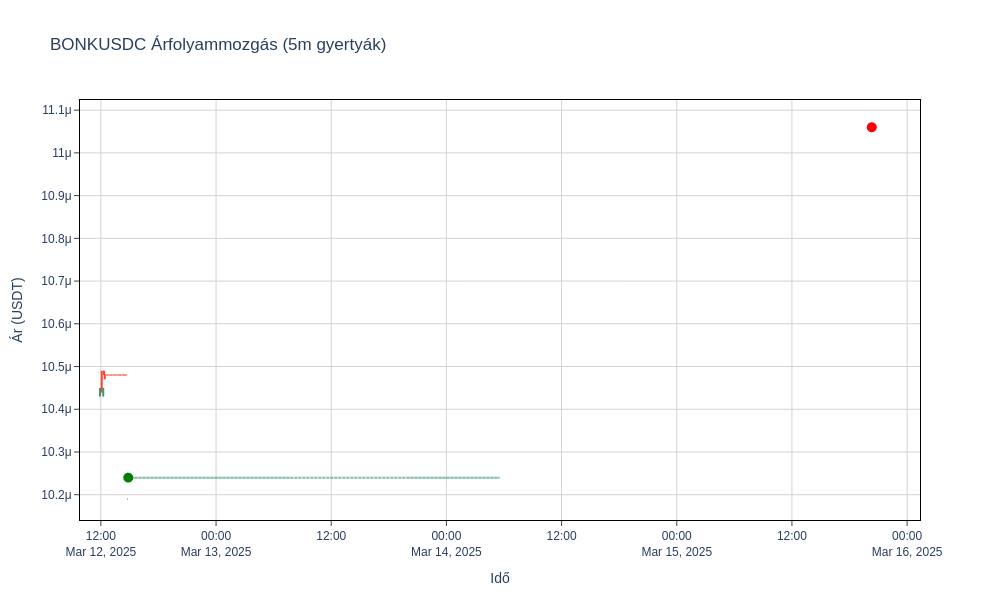 BONKUSDC Árfolyammozgás (5m gyertyák)
11.1μ
11μ
10.9μ
10.8μ
10.7μ
10.6μ
10.5μ
10.4μ
10.3μ
10.2μ
Ár (USDT)
12:00 00:00 12:00 00:00 12:00 00:00 12:00 00:00
Mar 12, 2025 Mar 13, 2025 Mar 14, 2025 Mar 15, 2025 Mar 16, 2025
Idő